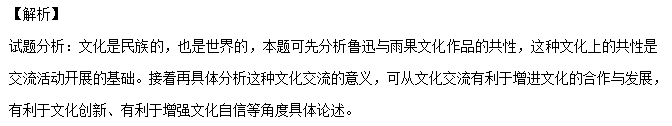 【解析】
试题分析：文化是民族的，也是世界的，本题可先分析鲁迅与雨果文化作品的共性，这种文化上的共性是
交流活动开展的基础。接着再具体分析这种文化交流的意义，可从文化交流有利于增进文化的合作与发展，
有利于文化创新、有利于增强文化自信等角度具体论述。